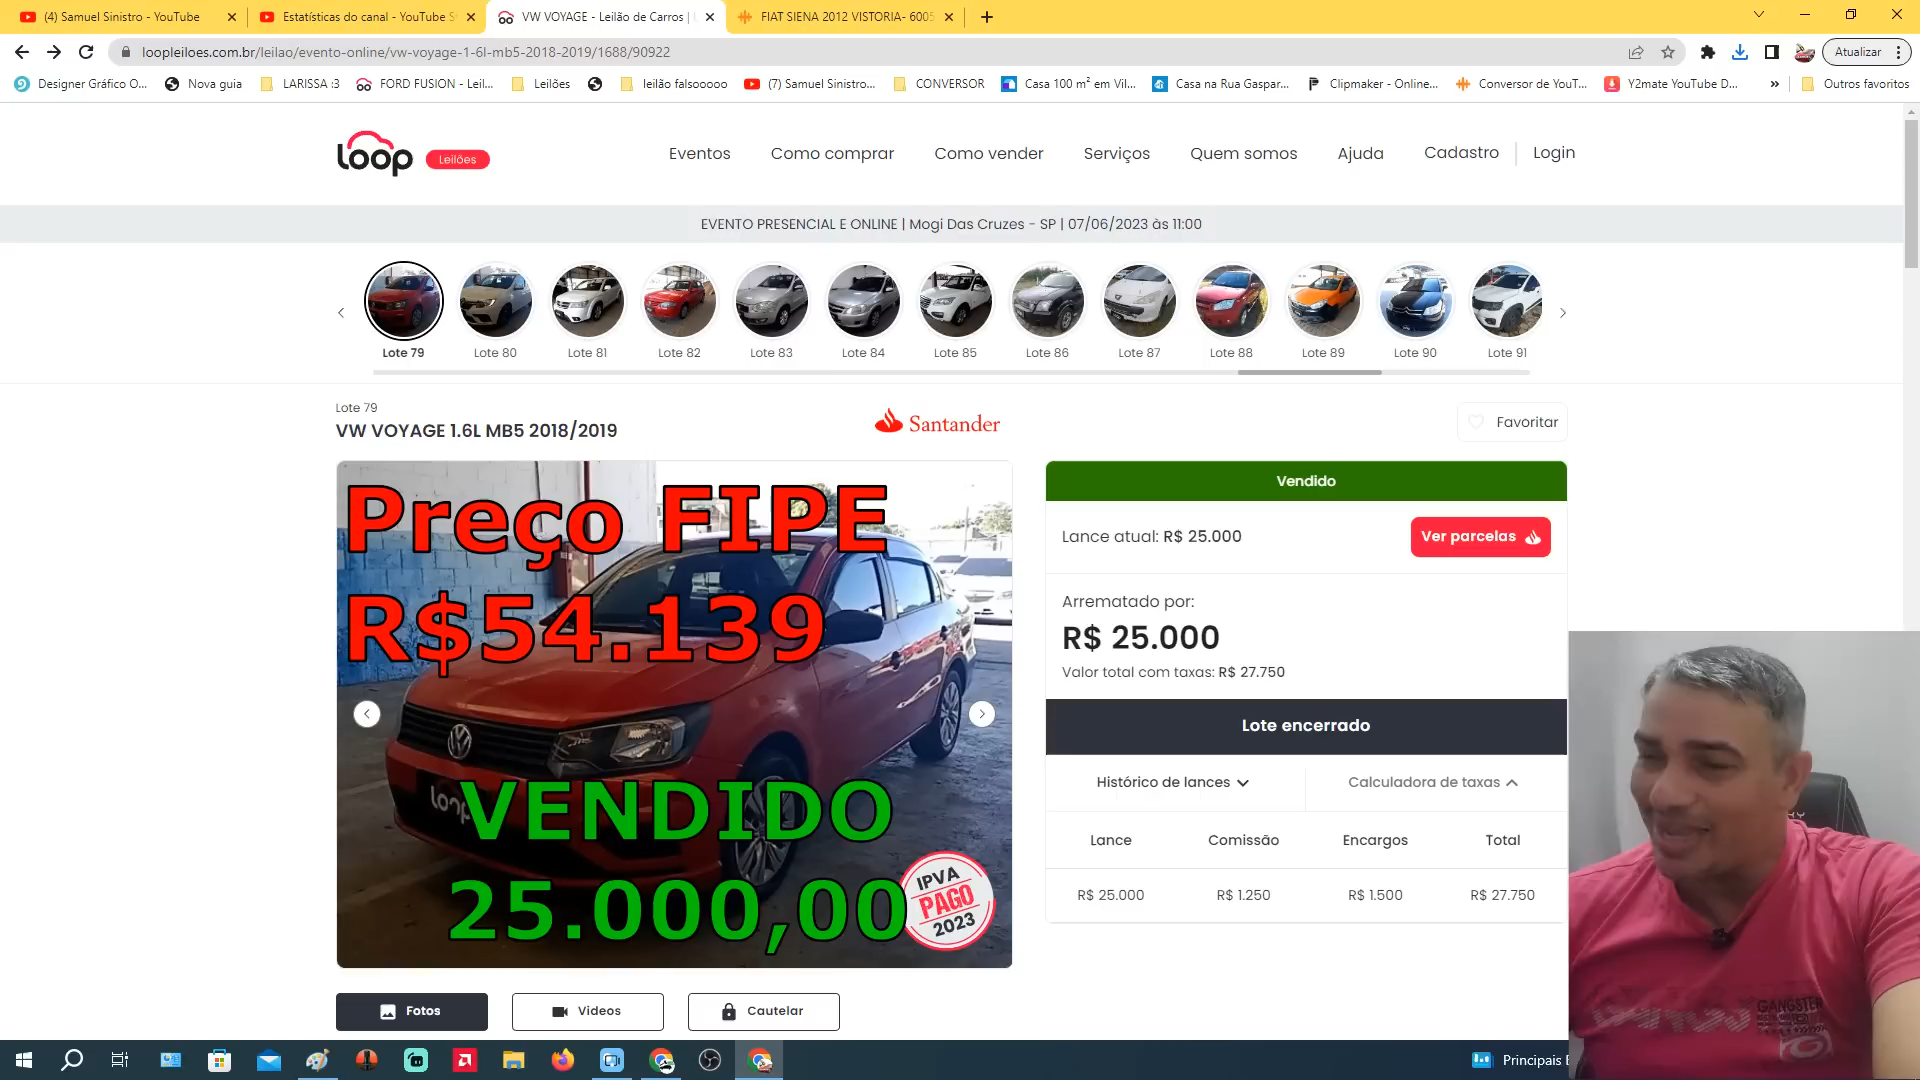 (4) Samuel Sinistro - YouTube
Estatísticas do canal - YouTube S
VW VOYAGE - Leilão de Carros |
FIAT SIENA 2012 VISTORIA- 6005
loopleiloes.com.br/leilao/evento-online/vw-voyage-1-6l-mb5-2018-2019/1688/90922
Atualizar
Designer Gráfico O...
Nova guia
LARISSA :3
FORD FUSION - Leil...
Leilões
leilão falsooooo
(7) Samuel Sinistro...
CONVERSOR
Casa 100 m² em Vil...
Casa na Rua Gaspar...
Clipmaker - Online...
Conversor de YouT...
Y2mate YouTube D...
»
Outros favoritos
loop Leilões
Eventos
Como comprar
Como vender
Serviços
Quem somos
Ajuda
Cadastro
Login
EVENTO PRESENCIAL E ONLINE | Mogi Das Cruzes - SP | 07/06/2023 às 11:00
Lote 79
Lote 80
Lote 81
Lote 82
Lote 83
Lote 84
Lote 85
Lote 86
Lote 87
Lote 88
Lote 89
Lote 90
Lote 91
Lote 79
VW VOYAGE 1.6L MB5 2018/2019
Santander
Favoritar
Preço FIPE
R$54.139
loop
VENDIDO
25.000,00
IPVA
PAGO
2023
Vendido
Lance atual: R$ 25.000
Ver parcelas
Arrematado por:
R$ 25.000
Valor total com taxas: R$ 27.750
Lote encerrado
Histórico de lances
Calculadora de taxas
Lance Comissão Encargos Total
R$ 25.000 R$ 1.250 R$ 1.500 R$ 27.750
Fotos
Videos
Cautelar
GANGSTER
Principais